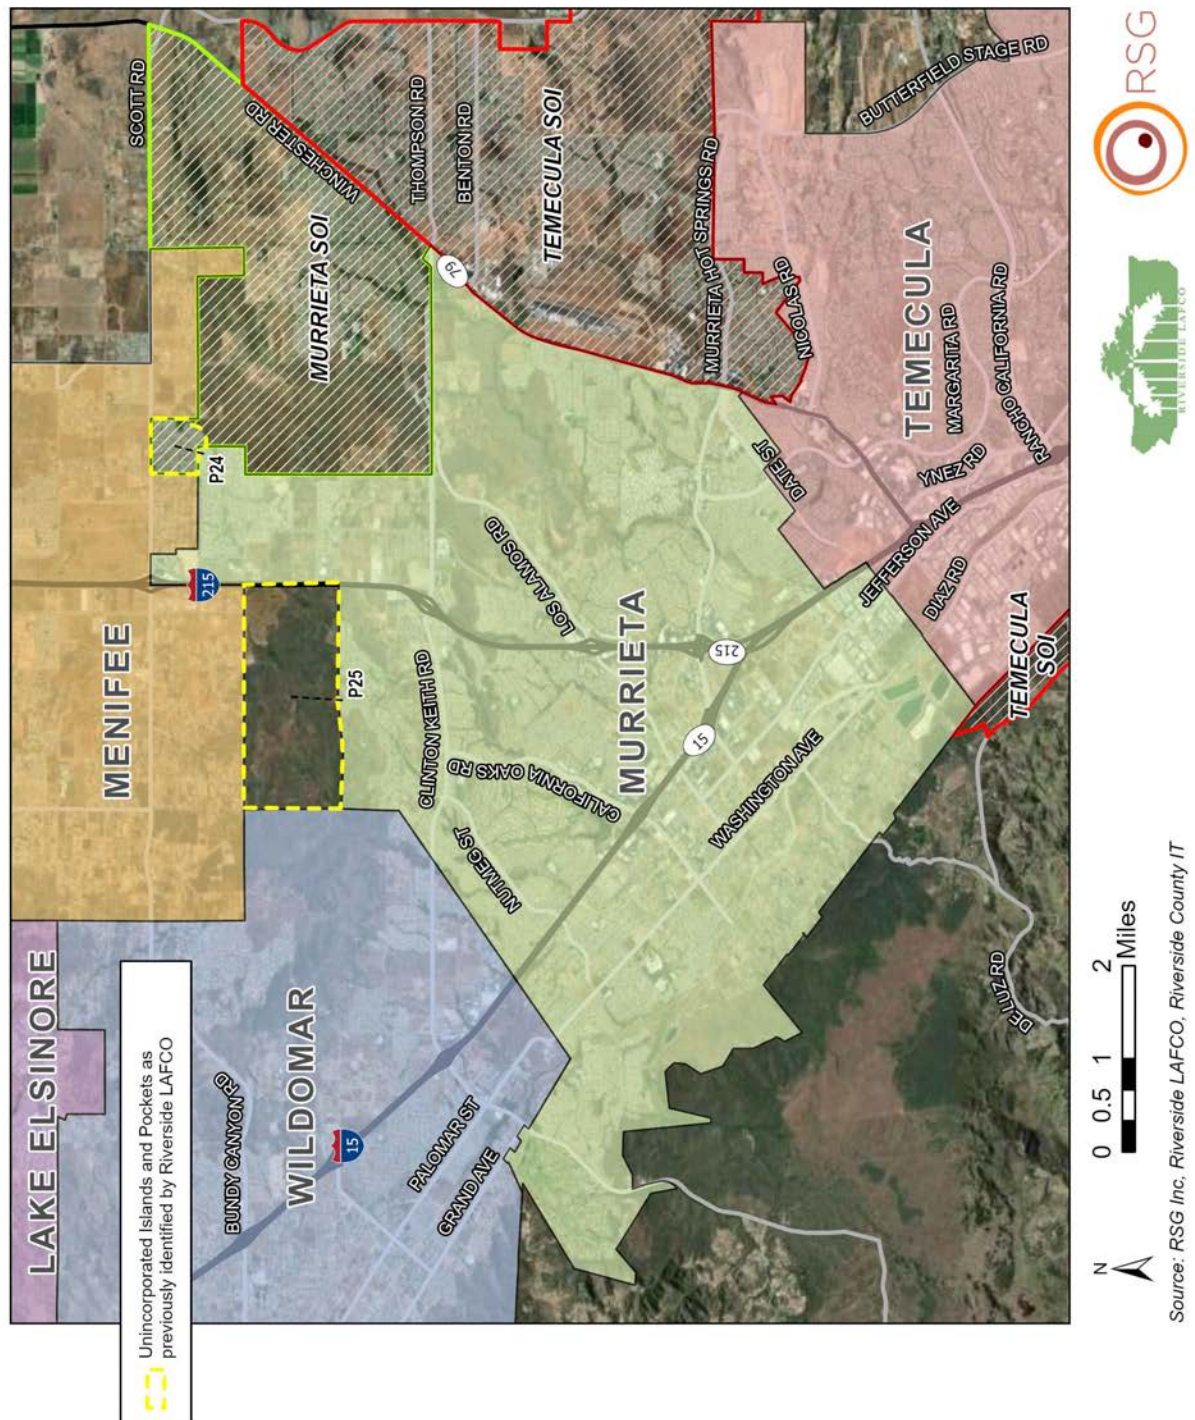 LAKE ELSINORE
Unincorporated Islands and Pockets as
previously identified by Riverside LAFCO
MENIFEE
SCOTT RD
215
P24
P25
WINCHESTER RD
MURRIETA SOI
THOMPSON RD
BENTON RD
TEMECULA SOI
79
BUNDY CANYON RD
WILDOMAR
15
PALOMAR ST
GRAND AVE
CLINTON KEITH RD
NUTMEG ST
CALIFORNIA OAKS RD
LOS ALAMOS RD
MURRIETA
215
15
WASHINGTON AVE
MURRIETA HOT SPRINGS RD
NICOLAS RD
DATE ST
BUTTERFIELD STAGE RD
TEMECULA
MARGARITA RD
YNEZ RD
RANCHO CALIFORNIA RD
JEFFERSON AVE
DIAZ RD
TEMECULA
SOI
DE LUZ RD
N
0 0.5 1 2
Miles
RIVERSIDE LAFCO
RSG
Source: RSG Inc, Riverside LAFCO, Riverside County IT